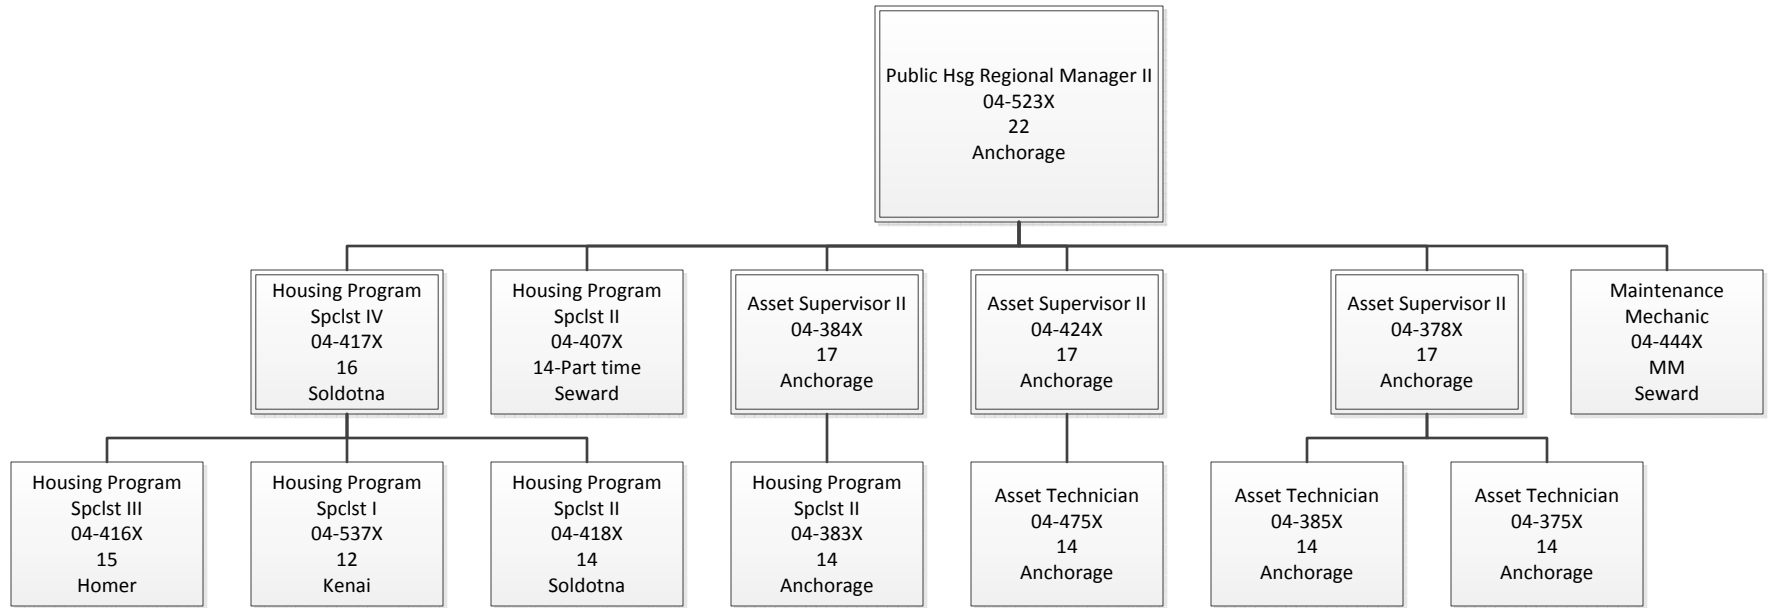 Public Hsg Regional Manager II
04-523X
22
Anchorage
Housing Program
Spclst IV
04-417X
16
Soldotna
Housing Program
Spclst II
04-407X
14-Part time
Seward
Asset Supervisor II
04-384X
17
Anchorage
Asset Supervisor II
04-424X
17
Anchorage
Asset Supervisor II
04-378X
17
Anchorage
Maintenance
Mechanic
04-444X
MM
Seward
Housing Program
Spclst III
04-416X
15
Homer
Housing Program
Spclst I
04-537X
12
Kenai
Housing Program
Spclst II
04-418X
14
Soldotna
Housing Program
Spclst II
04-383X
14
Anchorage
Asset Technician
04-475X
14
Anchorage
Asset Technician
04-385X
14
Anchorage
Asset Technician
04-375X
14
Anchorage